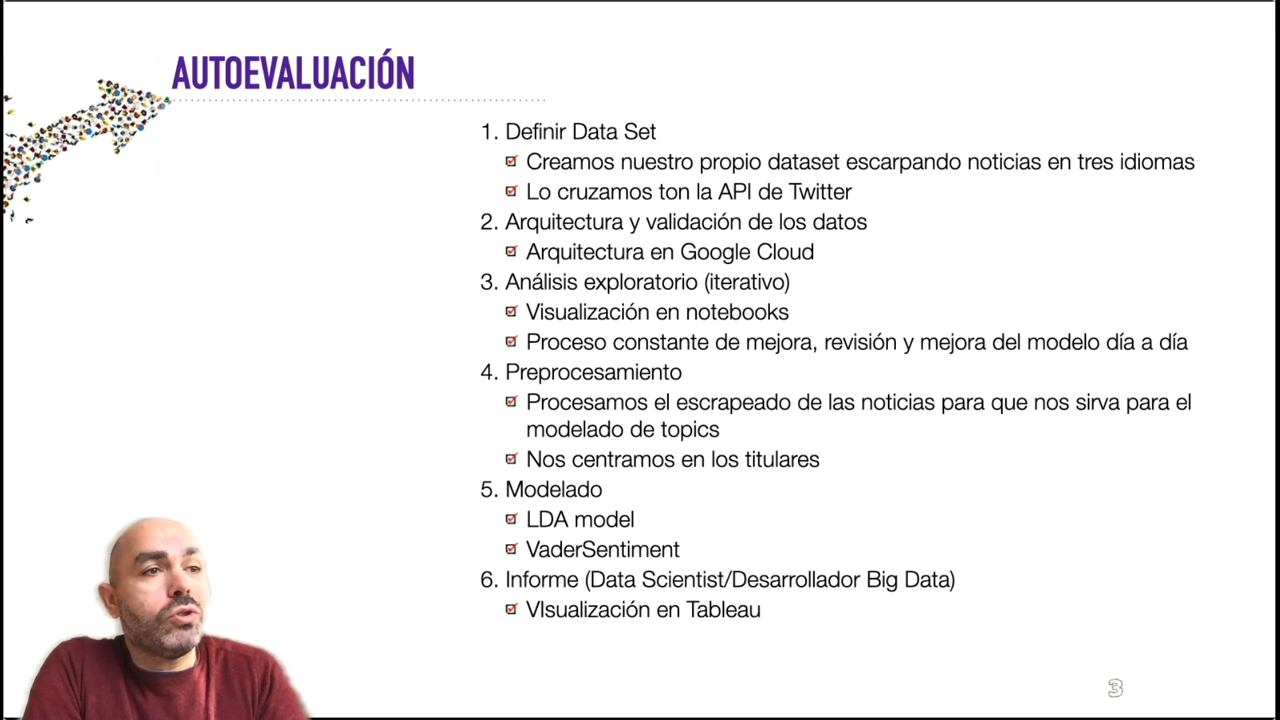 AUTOEVALUACIÓN
1. Definir Data Set
Creamos nuestro propio dataset escarpando noticias en tres idiomas
Lo cruzamos ton la API de Twitter
2. Arquitectura y validación de los datos
Arquitectura en Google Cloud
3. Análisis exploratorio (iterativo)
Visualización en notebooks
Proceso constante de mejora, revisión y mejora del modelo día a día
4. Preprocesamiento
Procesamos el escrapeado de las noticias para que nos sirva para el
modelado de topics
Nos centramos en los titulares
5. Modelado
LDA model
VaderSentiment
6. Informe (Data Scientist/Desarrollador Big Data)
VIsualización en Tableau
3